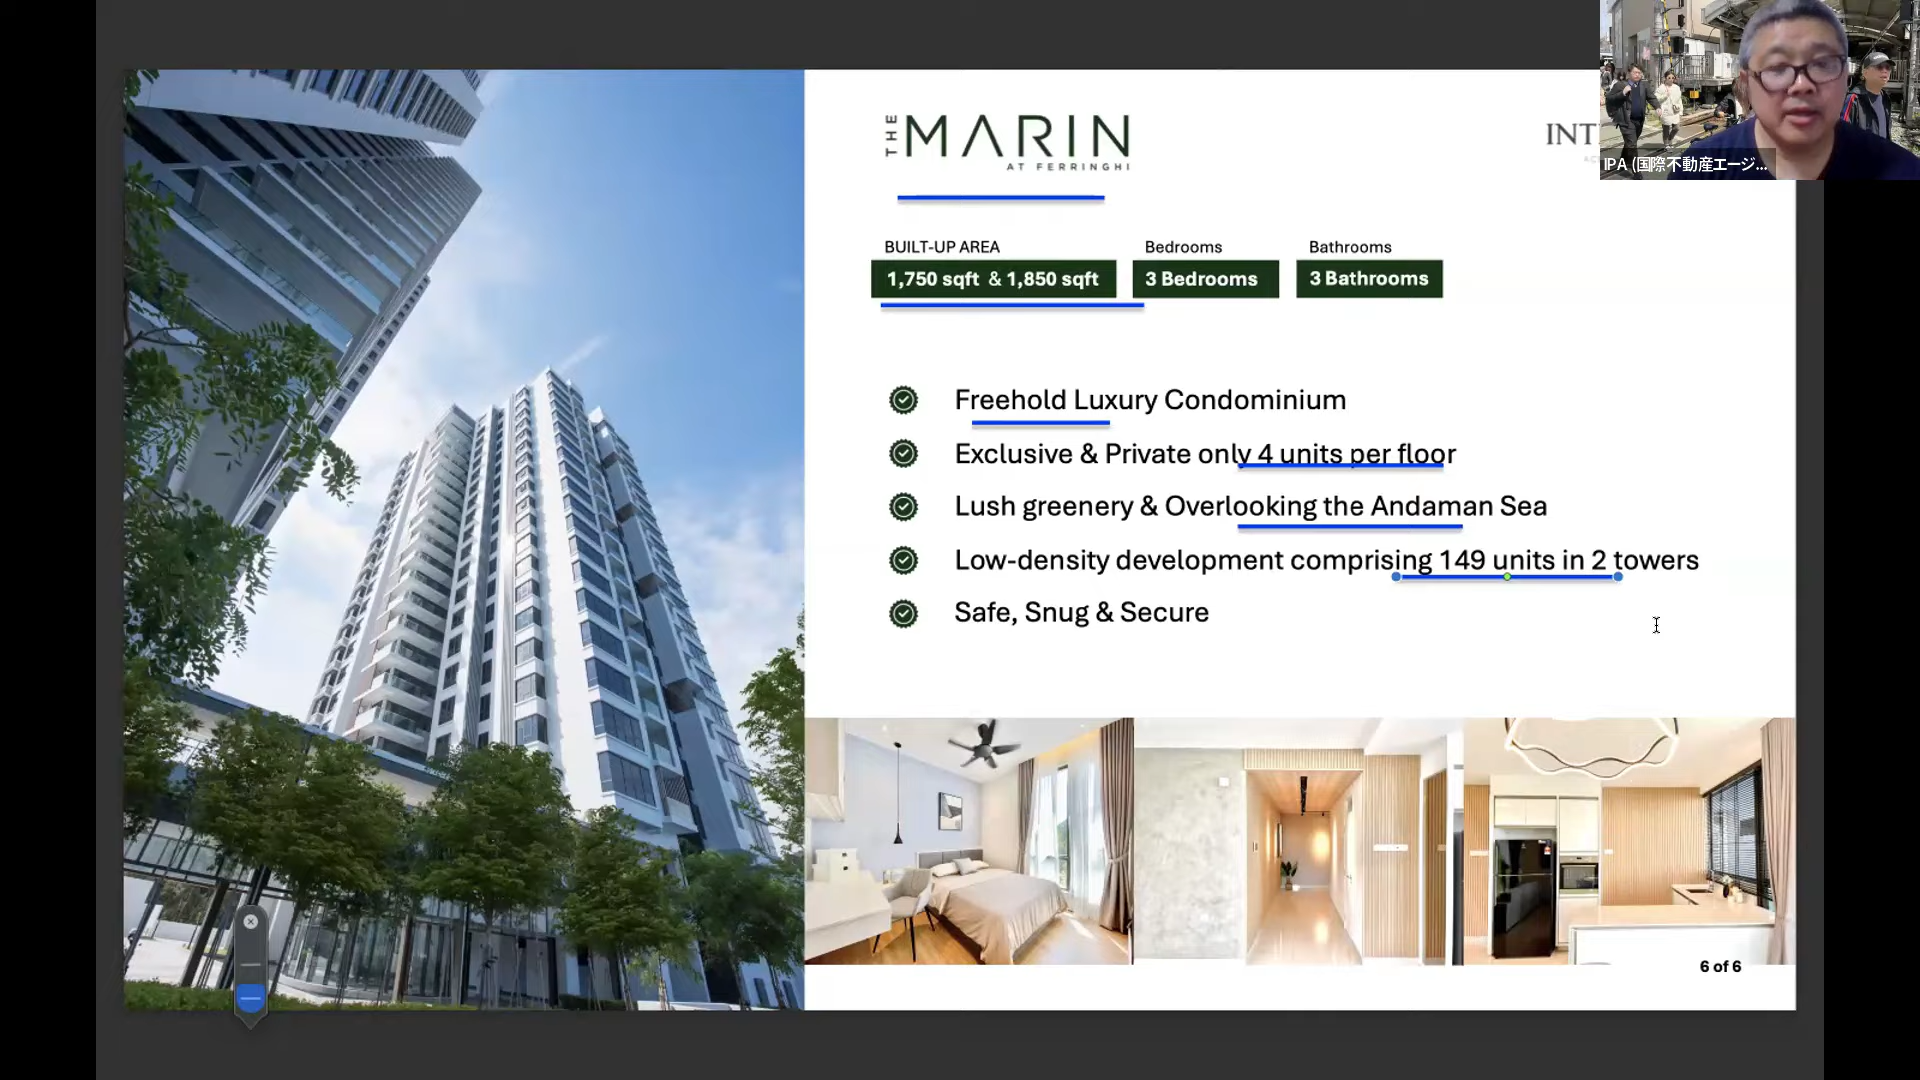 THE MARIN
AT FERRINGHI
INT
IPA (国際不動産エージ...
BUILT-UP AREA
Bedrooms
Bathrooms
1,750 sqft & 1,850 sqft
3 Bedrooms
3 Bathrooms
Freehold Luxury Condominium
Exclusive & Private only 4 units per floor
Lush greenery & Overlooking the Andaman Sea
Low-density development comprising 149 units in 2 towers
Safe, Snug & Secure
6 of 6